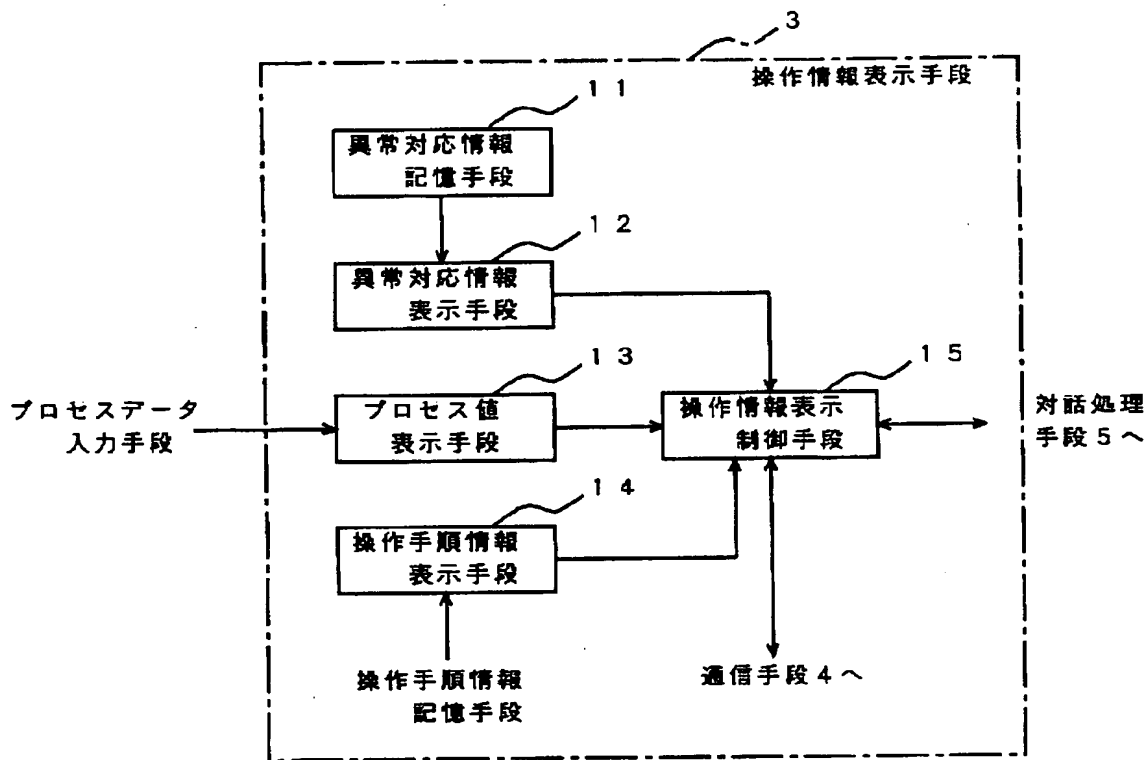 3
操作情報表示手段
11
異常対応情報
記憶手段
12
異常対応情報
表示手段
13
プロセスデータ
入力手段
プロセス値
表示手段
15
操作情報表示
制御手段
対話処理
手段5へ
14
操作手順情報
表示手段
操作手順情報
記憶手段
通信手段4へ